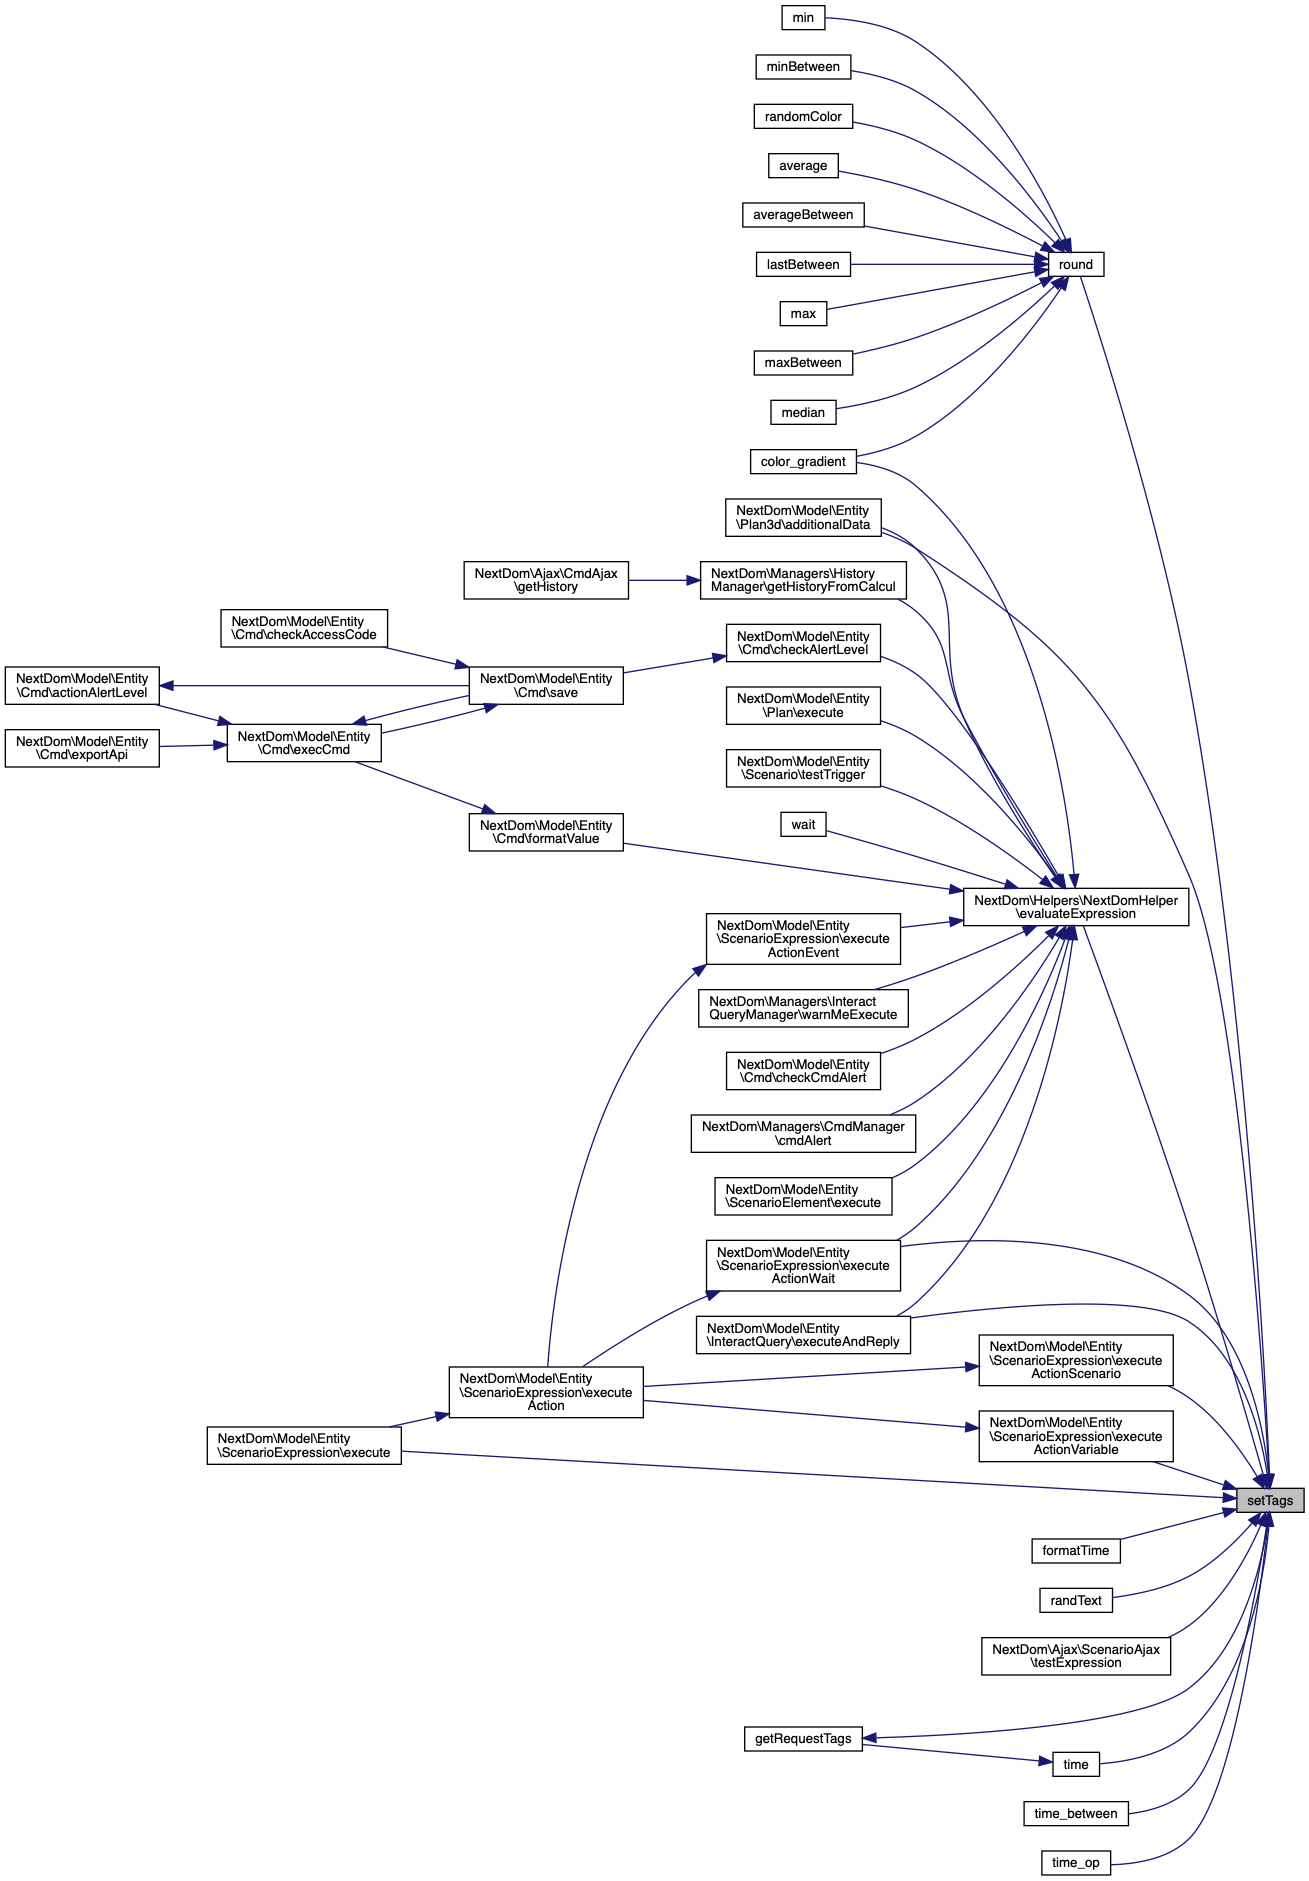 min
minBetween
randomColor
average
averageBetween
lastBetween
round
max
maxBetween
median
color_gradient
NextDom\Model\Entity
\Plan3d\additionalData
NextDom\Ajax\CmdAjax
\getHistory
NextDom\Managers\History
Manager\getHistoryFromCalcul
NextDom\Model\Entity
\Cmd\checkAccessCode
NextDom\Model\Entity
\Cmd\checkAlertLevel
NextDom\Model\Entity
\Cmd\actionAlertLevel
NextDom\Model\Entity
\Cmd\save
NextDom\Model\Entity
\Plan\execute
NextDom\Model\Entity
\Cmd\exportApi
NextDom\Model\Entity
\Cmd\execCmd
NextDom\Model\Entity
\Scenario\testTrigger
NextDom\Model\Entity
\Cmd\formatValue
wait
NextDom\Helpers\NextDomHelper
\evaluateExpression
NextDom\Model\Entity
\ScenarioExpression\execute
ActionEvent
NextDom\Managers\Interact
QueryManager\warnMeExecute
NextDom\Model\Entity
\Cmd\checkCmdAlert
NextDom\Managers\CmdManager
\cmdAlert
NextDom\Model\Entity
\ScenarioElement\execute
NextDom\Model\Entity
\ScenarioExpression\execute
ActionWait
NextDom\Model\Entity
\InteractQuery\executeAndReply
NextDom\Model\Entity
\ScenarioExpression\execute
ActionScenario
NextDom\Model\Entity
\ScenarioExpression\execute
Action
NextDom\Model\Entity
\ScenarioExpression\execute
NextDom\Model\Entity
\ScenarioExpression\execute
ActionVariable
setTags
formatTime
randText
NextDom\Ajax\ScenarioAjax
\testExpression
getRequestTags
time
time_between
time_op